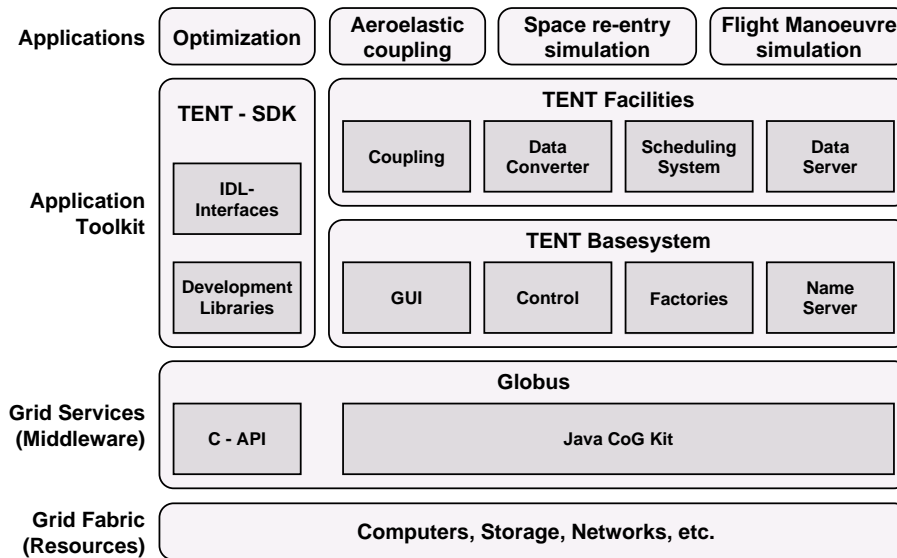 Applications
Optimization
Aeroelastic
coupling
Space re-entry
simulation
Flight Manoeuvre
simulation
Application
Toolkit
TENT - SDK
IDL-
Interfaces
Development
Libraries
TENT Facilities
Coupling
Data
Converter
Scheduling
System
Data
Server
TENT Basesystem
GUI
Control
Factories
Name
Server
Grid Services
(Middleware)
Globus
C - API
Java CoG Kit
Grid Fabric
(Resources)
Computers, Storage, Networks, etc.